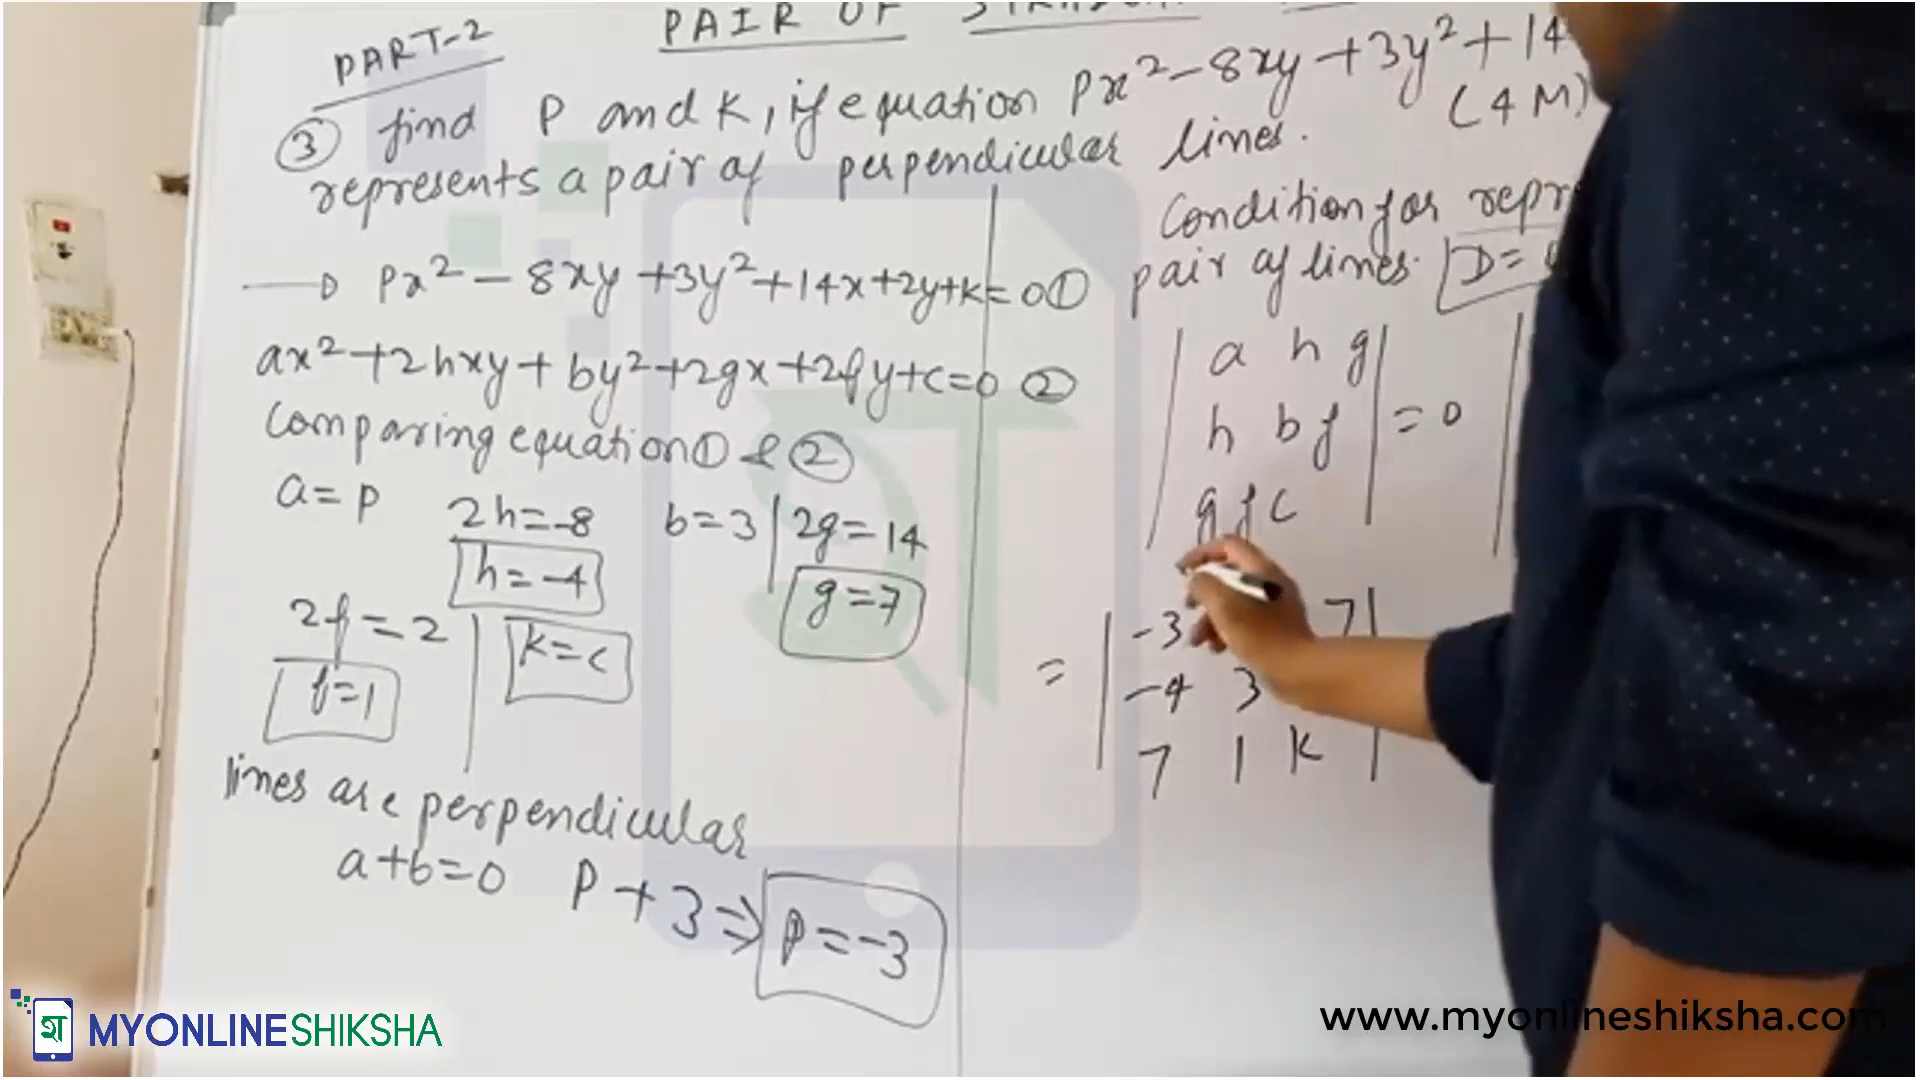 PART-2
PAIR OF
③ find P and K, if equation Px² - 8xy + 3y² + 14
(4M)
represents a pair of perpendicular lines.
→ Px² - 8xy + 3y² + 14x + 2y + K = 0 ①
ax² + 2hxy + by² + 2gx + 2fy + c = 0 ②
Comparing equation ① & ②
a = P
2h = -8
h = -4
b = 3
2g = 14
g = 7
2f = 2
f = 1
K = c
lines are perpendicular
a + b = 0 P + 3 ⇒ P = -3
Condition for repr
pair of lines. D =
| a h g |
| h b f | = 0
| g f c |
= | -3 7 |
| -4 3
| 7 1 K |
MYONLINESHIKSHA
www.myonlineshiksha.com